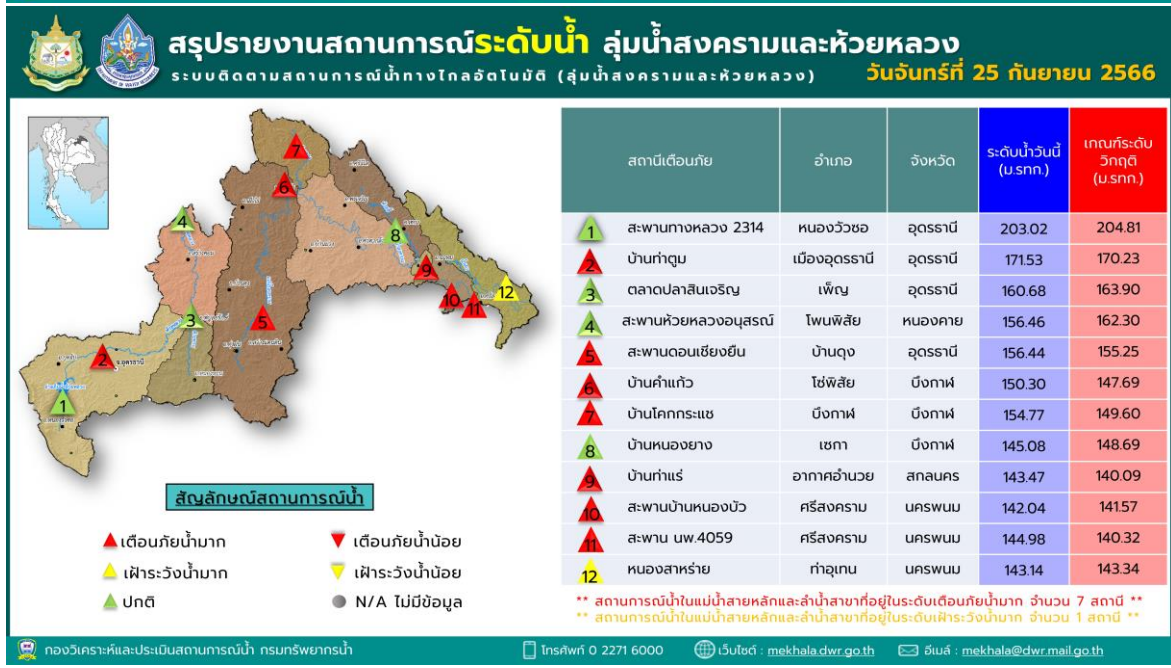 สรุปรายงานสถานการณ์ระดับน้ำ ลุ่มน้ำสงครามและห้วยหลวง
ระบบติดตามสถานการณ์น้ำทางไกลอัตโนมัติ (ลุ่มน้ำสงครามและห้วยหลวง) วันจันทร์ที่ 25 กันยายน 2566
สถานีเตือนภัย อำเภอ จังหวัด ระดับน้ำวันนี้ (ม.รทก.) เกณฑ์ระดับวิกฤติ (ม.รทก.)
1 สะพานทางหลวง 2314 หนองวัวซอ อุดรธานี 203.02 204.81
2 บ้านท่าตูม เมืองอุดรธานี อุดรธานี 171.53 170.23
3 ตลาดปลาสินเจริญ เพ็ญ อุดรธานี 160.68 163.90
4 สะพานห้วยหลวงอนุสรณ์ โพนพิสัย หนองคาย 156.46 162.30
5 สะพานดอนเชียงยืน บ้านดุง อุดรธานี 156.44 155.25
6 บ้านคำแก้ว โซ่พิสัย บึงกาฬ 150.30 147.69
7 บ้านโคกกระแซ บึงกาฬ บึงกาฬ 154.77 149.60
8 บ้านหนองยาง เซกา บึงกาฬ 145.08 148.69
9 บ้านท่าแร่ อากาศอำนวย สกลนคร 143.47 140.09
10 สะพานบ้านหนองบัว ศรีสงคราม นครพนม 142.04 141.57
11 สะพาน นพ.4059 ศรีสงคราม นครพนม 144.98 140.32
12 หนองสาหร่าย ท่าอุเทน นครพนม 143.14 143.34
** สถานการณ์น้ำในแม่น้ำสายหลักและลำน้ำสาขาที่อยู่ในระดับเตือนภัยน้ำมาก จำนวน 7 สถานี **
** สถานการณ์น้ำในแม่น้ำสายหลักและลำน้ำสาขาที่อยู่ในระดับเฝ้าระวังน้ำมาก จำนวน 1 สถานี **
7
6
4
8
9
10
11
12
3
5
2
1
สัญลักษณ์สถานการณ์น้ำ
เตือนภัยน้ำมาก เตือนภัยน้ำน้อย
เฝ้าระวังน้ำมาก เฝ้าระวังน้ำน้อย
ปกติ N/A ไม่มีข้อมูล
กองวิเคราะห์และประเมินสถานการณ์น้ำ กรมทรัพยากรน้ำ โทรศัพท์ 0 2271 6000 เว็บไซต์ : mekhala.dwr.go.th อีเมล์ : mekhala@dwr.mail.go.th